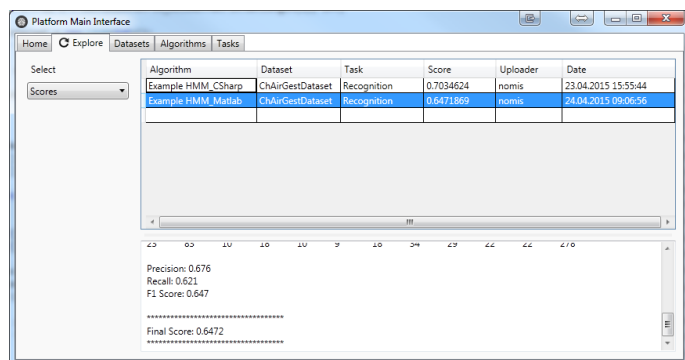 Platform Main Interface
Home Explore Datasets Algorithms Tasks
Select
Scores
Algorithm Dataset Task Score Uploader Date
Example HMM_CSharp ChAirGestDataset Recognition 0.7034624 nomis 23.04.2015 15:55:44
Example HMM_Matlab ChAirGestDataset Recognition 0.6471869 nomis 24.04.2015 09:06:56
Precision: 0.676
Recall: 0.621
F1 Score: 0.647
***********************************
Final Score: 0.6472
***********************************